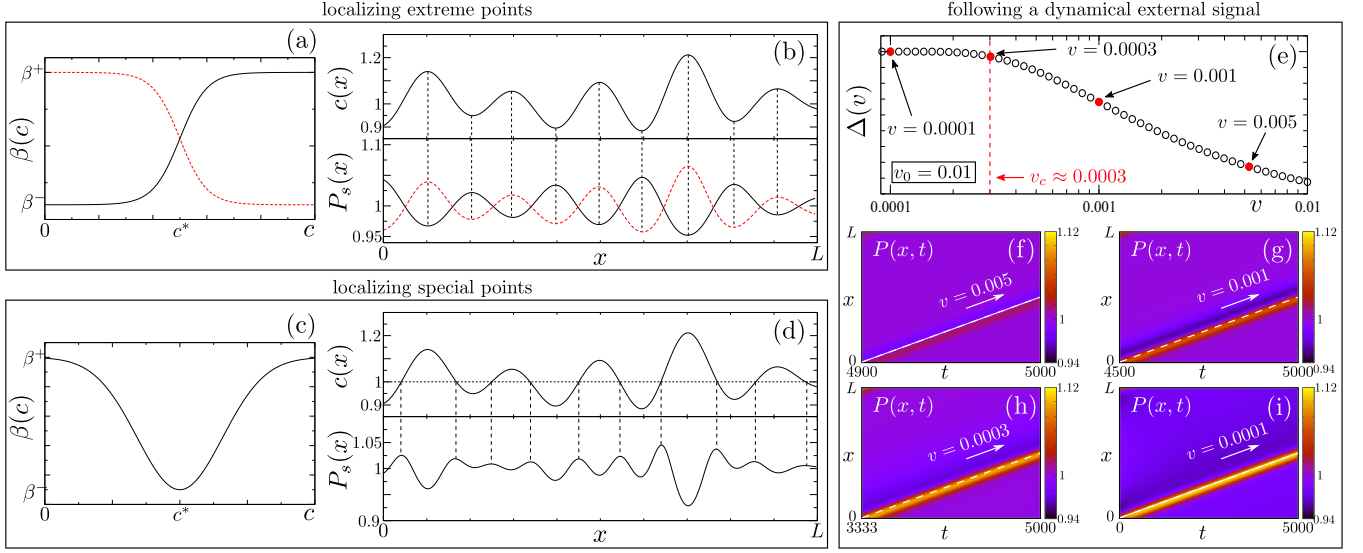 localizing extreme points
(a)
β⁺
β(c)
β⁻
0
c*
c
(b)
1.2
c(x)
1
0.9
1.1
P_s(x)
1
0.95
0
x
L
localizing special points
(c)
β⁺
β(c)
β⁻
0
c*
c
(d)
1.2
c(x)
1
0.9
1.05
P_s(x)
1
0.9
0
x
L
following a dynamical external signal
(e)
v = 0.0003
v = 0.001
v = 0.005
v = 0.0001
Δ(v)
v₀ = 0.01
v_c ≈ 0.0003
0.0001
0.001
v
0.01
L
P(x, t)
(f)
v = 0.005
x
0
4900
t
5000
1.12
1
0.94
L
P(x, t)
(g)
v = 0.001
x
0
4500
t
5000
1.12
1
0.94
L
P(x, t)
(h)
v = 0.0003
x
0
3333
t
5000
1.12
1
0.94
L
P(x, t)
(i)
v = 0.0001
x
0
0
t
5000
1.12
1
0.94